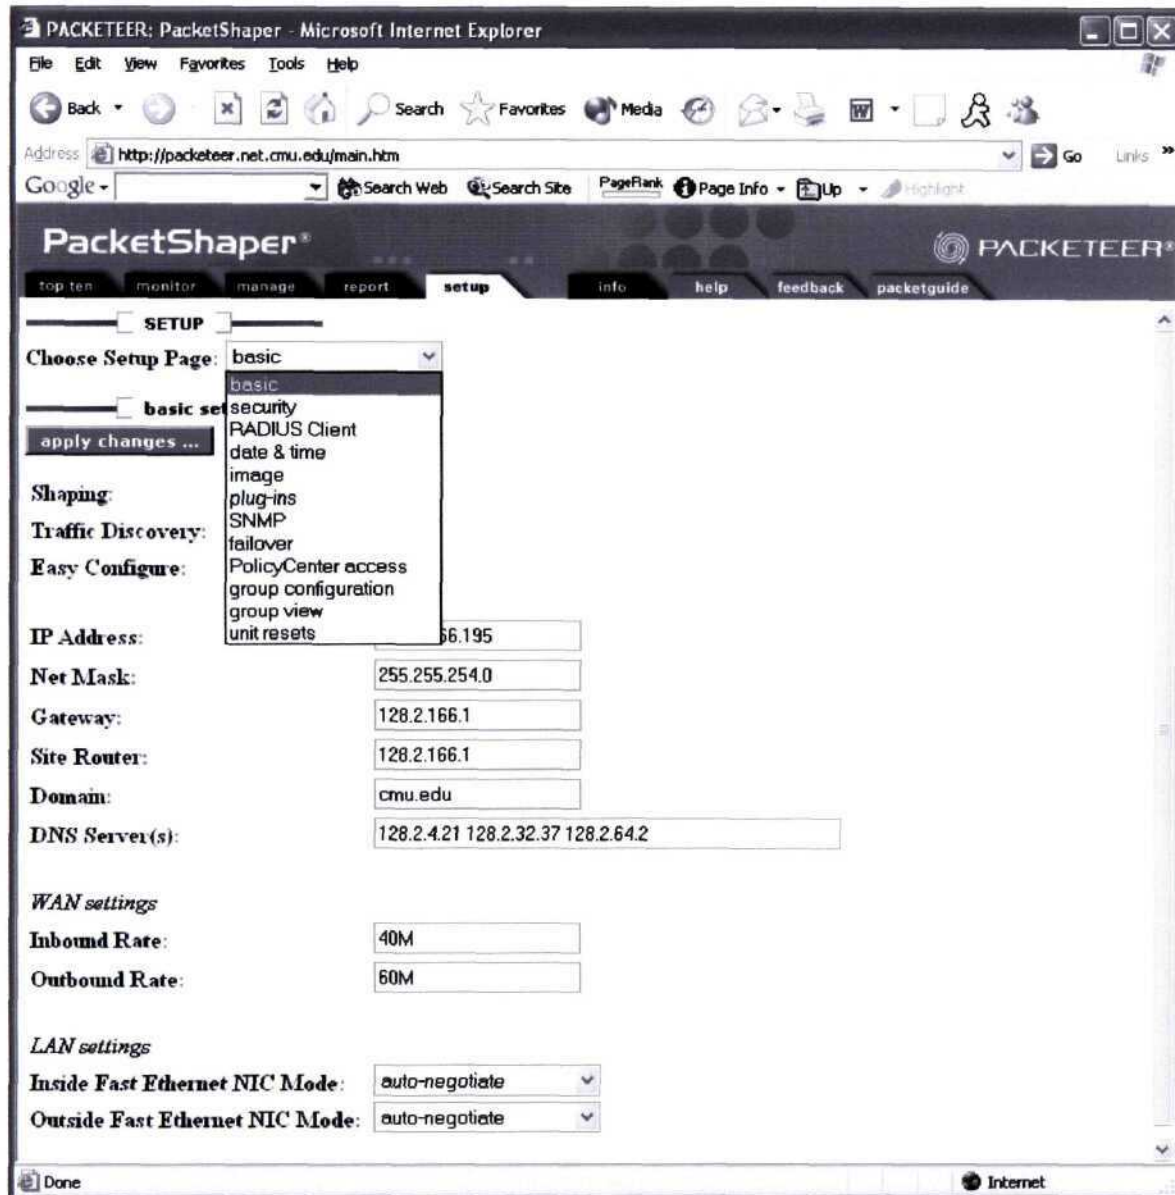 PACKETEER: PacketShaper - Microsoft Internet Explorer
File Edit View Favorites Tools Help
Back Search Favorites Media
Address http://packeteer.net.cmu.edu/main.htm Go Links »
Google Search Web Search Site PageRank Page Info Up Highlight
PacketShaper® PACKETEER®
top ten monitor manage report setup info help feedback packetguide
SETUP
Choose Setup Page: basic
basic
basic set security
apply changes ... RADIUS Client
date & time
image
Shaping: plug-ins
SNMP
Traffic Discovery: failover
Easy Configure: PolicyCenter access
group configuration
group view
unit resets
IP Address: 66.195
Net Mask: 255.255.254.0
Gateway: 128.2.166.1
Site Router: 128.2.166.1
Domain: cmu.edu
DNS Server(s): 128.2.4.21 128.2.32.37 128.2.64.2
WAN settings
Inbound Rate: 40M
Outbound Rate: 60M
LAN settings
Inside Fast Ethernet NIC Mode: auto-negotiate
Outside Fast Ethernet NIC Mode: auto-negotiate
Done Internet